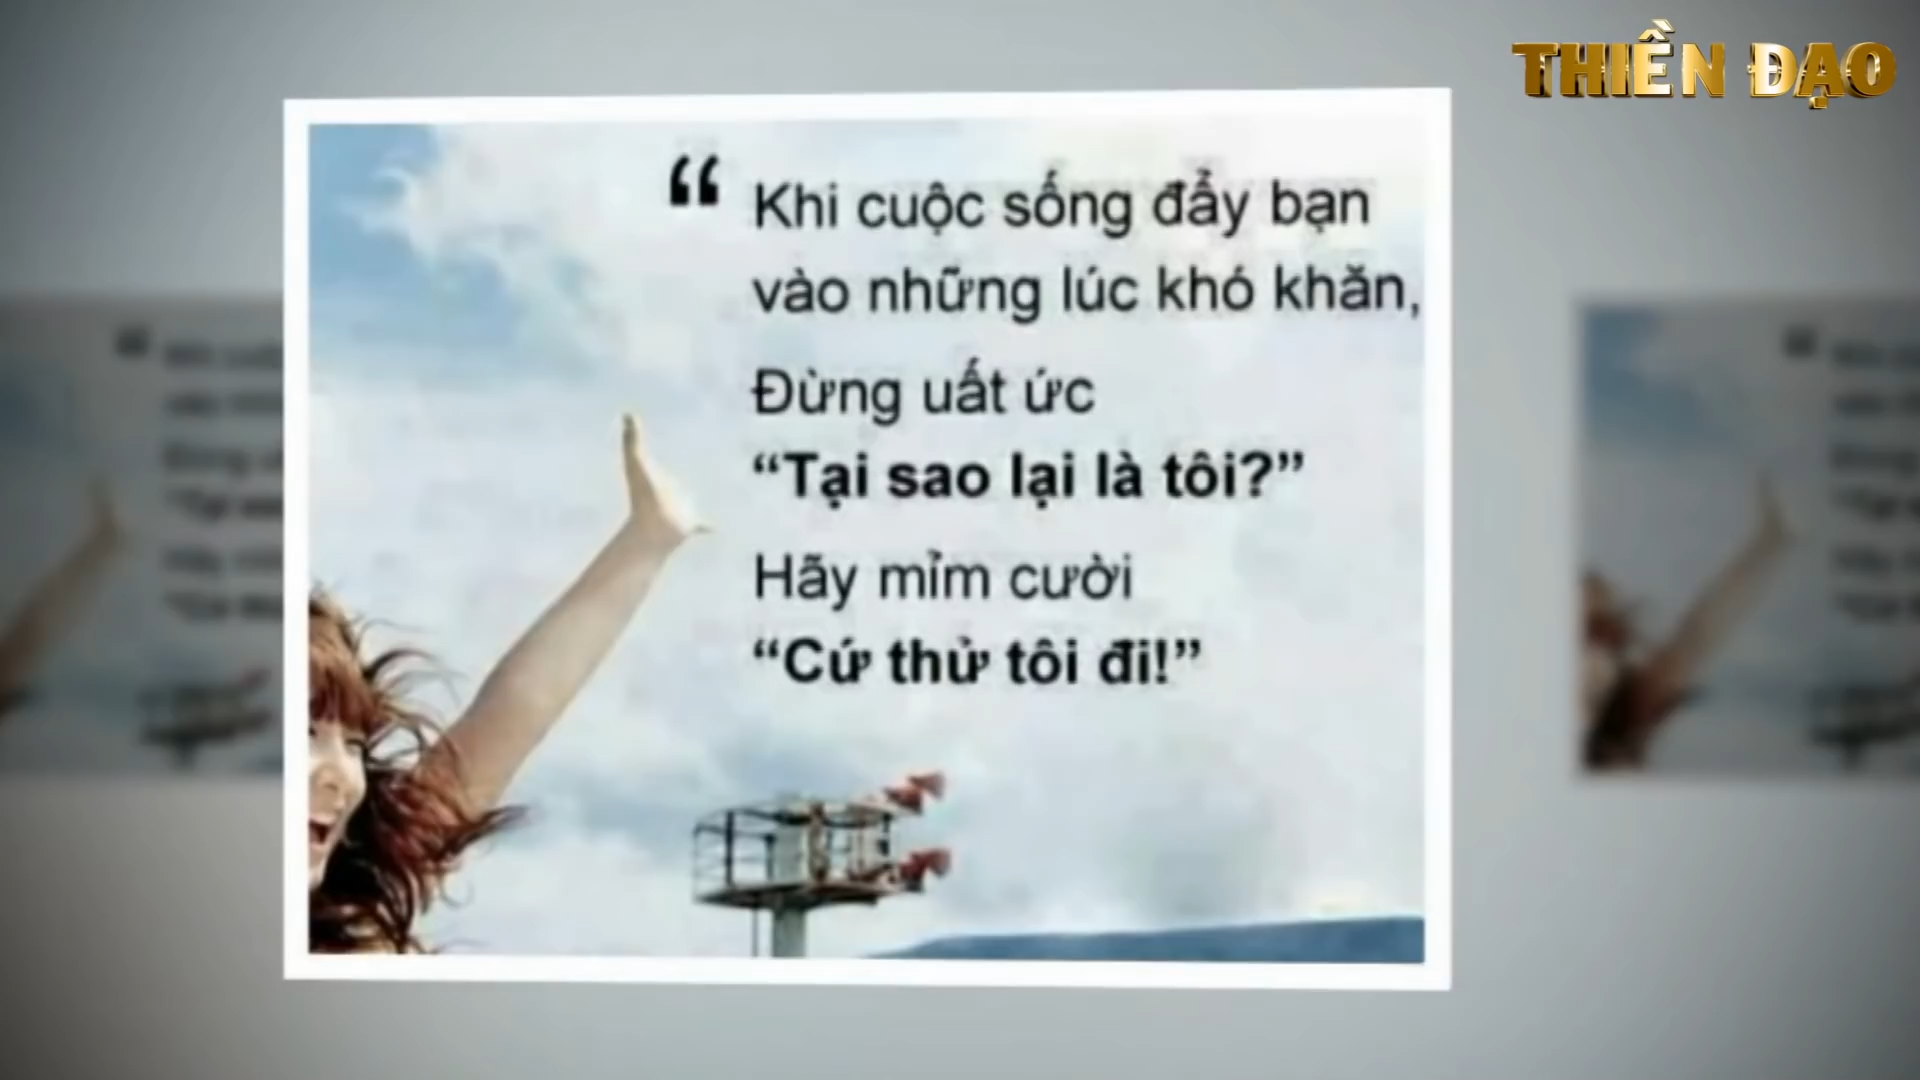 THIỀN ĐẠO
“ Khi cuộc sống đẩy bạn
vào những lúc khó khăn,
Đừng uất ức
“Tại sao lại là tôi?”
Hãy mỉm cười
“Cứ thử tôi đi!”